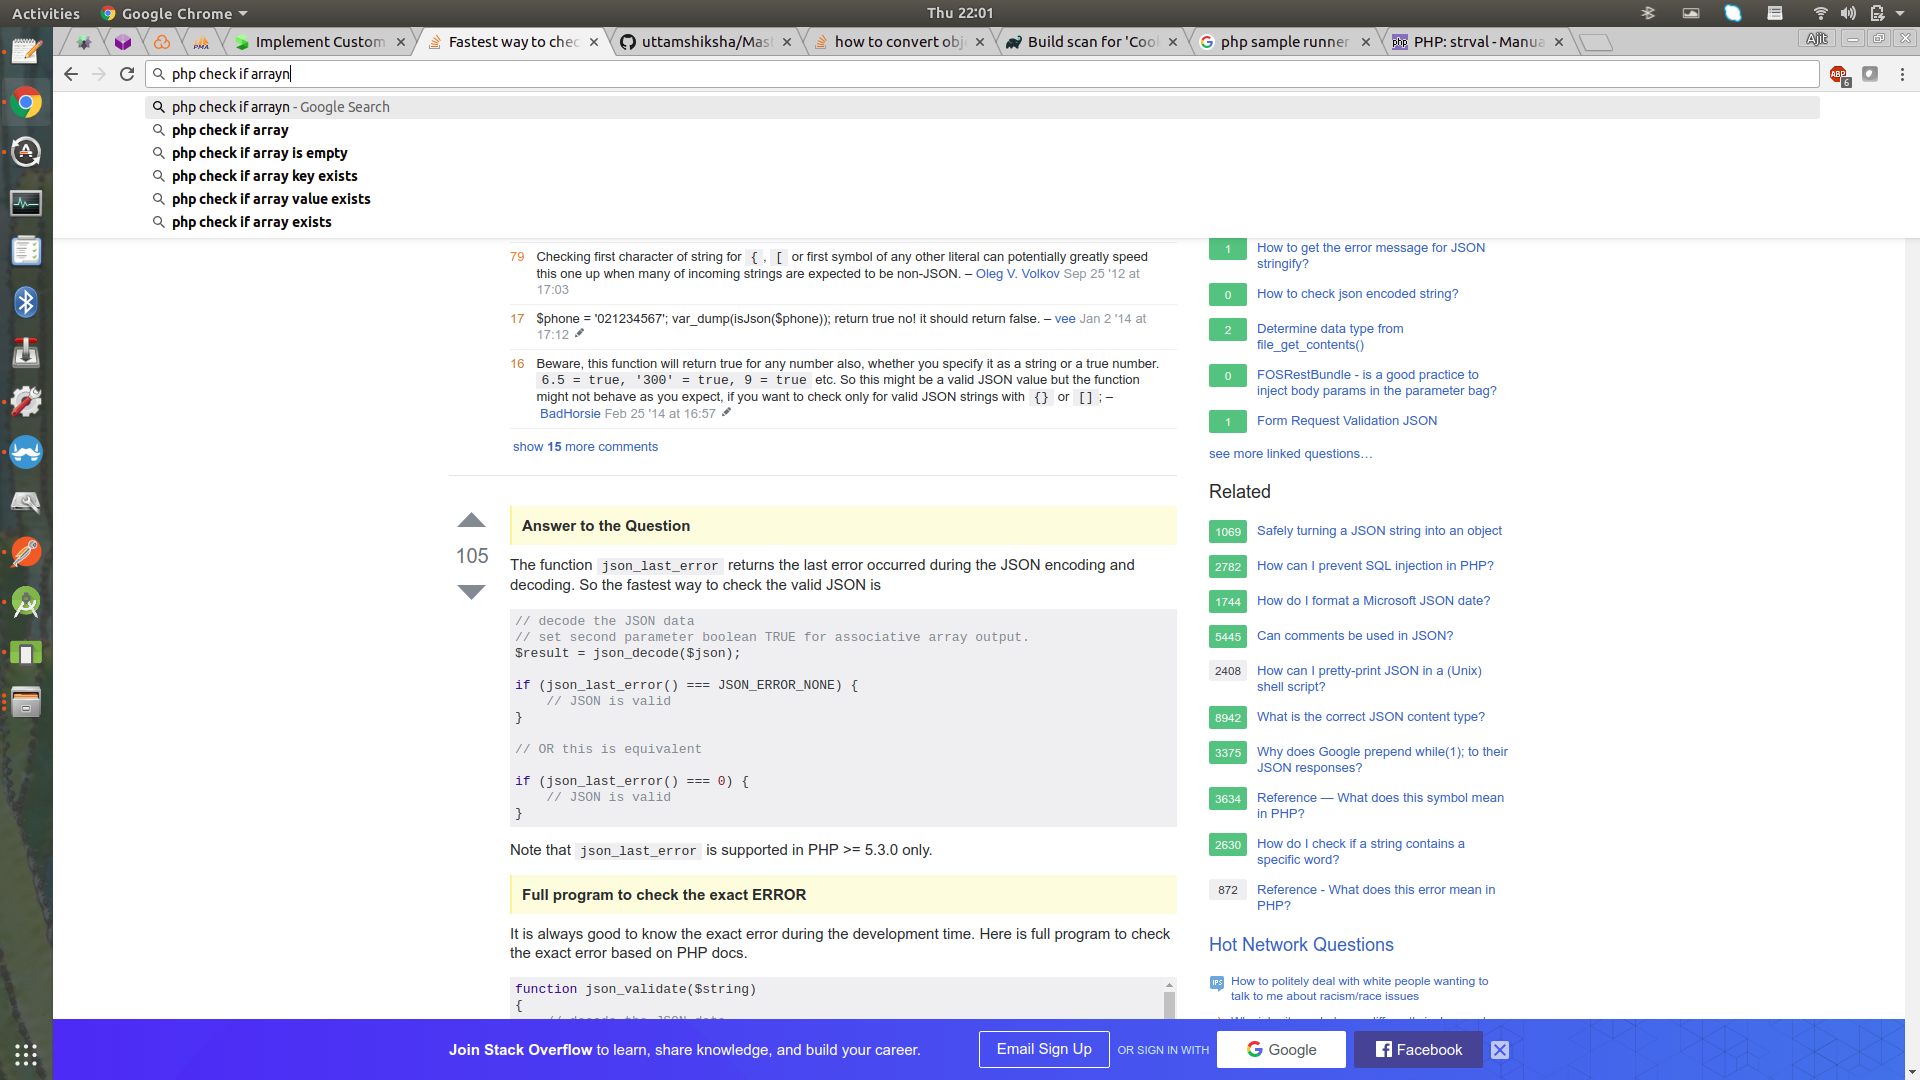 Activities
Google Chrome
Thu 22:01
Implement Custom
Fastest way to chec
uttamshiksha/Mast
how to convert obj
Build scan for 'Cool
php sample runner
PHP: strval - Manua
Ajit
php check if arrayn
ABP
6
php check if arrayn - Google Search
php check if array
php check if array is empty
php check if array key exists
php check if array value exists
php check if array exists
79 Checking first character of string for { , [ or first symbol of any other literal can potentially greatly speed
this one up when many of incoming strings are expected to be non-JSON. – Oleg V. Volkov Sep 25 '12 at
17:03
17 $phone = '021234567'; var_dump(isJson($phone)); return true no! it should return false. – vee Jan 2 '14 at
17:12
16 Beware, this function will return true for any number also, whether you specify it as a string or a true number.
6.5 = true, '300' = true, 9 = true etc. So this might be a valid JSON value but the function
might not behave as you expect, if you want to check only for valid JSON strings with {} or [] ; –
BadHorsie Feb 25 '14 at 16:57
show 15 more comments
105
Answer to the Question
The function json_last_error returns the last error occurred during the JSON encoding and
decoding. So the fastest way to check the valid JSON is
// decode the JSON data
// set second parameter boolean TRUE for associative array output.
$result = json_decode($json);
if (json_last_error() === JSON_ERROR_NONE) {
// JSON is valid
}
// OR this is equivalent
if (json_last_error() === 0) {
// JSON is valid
}
Note that json_last_error is supported in PHP >= 5.3.0 only.
Full program to check the exact ERROR
It is always good to know the exact error during the development time. Here is full program to check
the exact error based on PHP docs.
function json_validate($string)
{
1 How to get the error message for JSON
stringify?
0 How to check json encoded string?
2 Determine data type from
file_get_contents()
0 FOSRestBundle - is a good practice to
inject body params in the parameter bag?
1 Form Request Validation JSON
see more linked questions…
Related
1069 Safely turning a JSON string into an object
2782 How can I prevent SQL injection in PHP?
1744 How do I format a Microsoft JSON date?
5445 Can comments be used in JSON?
2408 How can I pretty-print JSON in a (Unix)
shell script?
8942 What is the correct JSON content type?
3375 Why does Google prepend while(1); to their
JSON responses?
3634 Reference — What does this symbol mean
in PHP?
2630 How do I check if a string contains a
specific word?
872 Reference - What does this error mean in
PHP?
Hot Network Questions
IPS How to politely deal with white people wanting to
talk to me about racism/race issues
Join Stack Overflow to learn, share knowledge, and build your career.
Email Sign Up
OR SIGN IN WITH
Google
Facebook